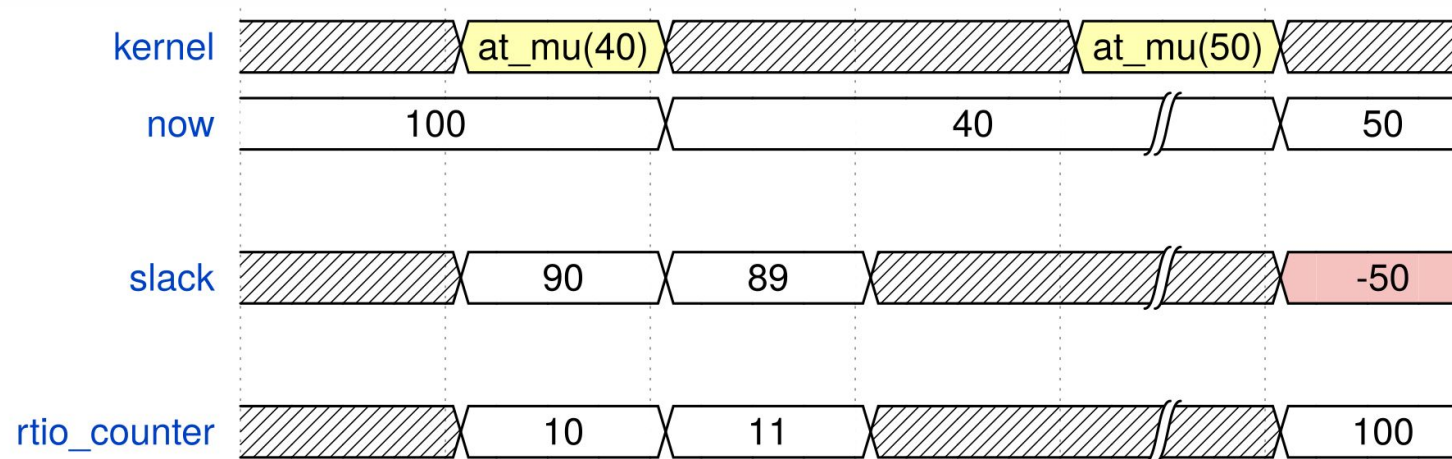 kernel at_mu(40) at_mu(50)
now 100 40 50
slack 90 89 -50
rtio_counter 10 11 100